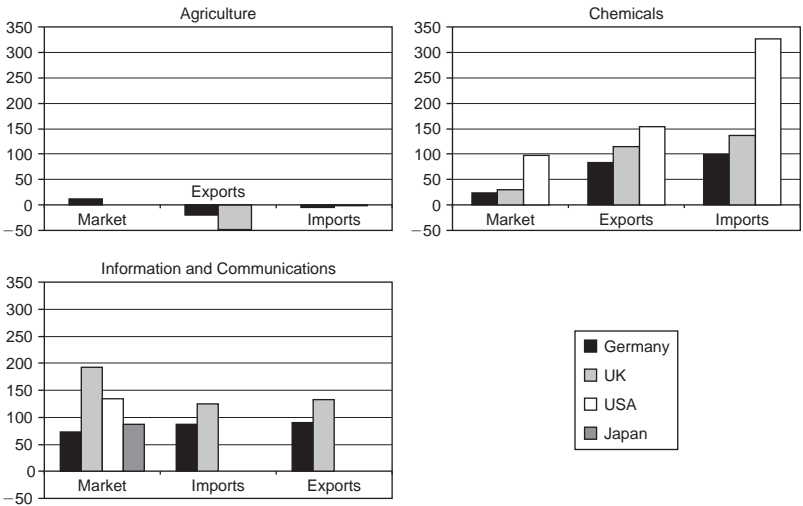 Agriculture
350
300
250
200
150
100
50
0
−50
Market
Exports
Imports
Chemicals
350
300
250
200
150
100
50
0
−50
Market
Exports
Imports
Information and Communications
350
300
250
200
150
100
50
0
−50
Market
Imports
Exports
Germany
UK
USA
Japan